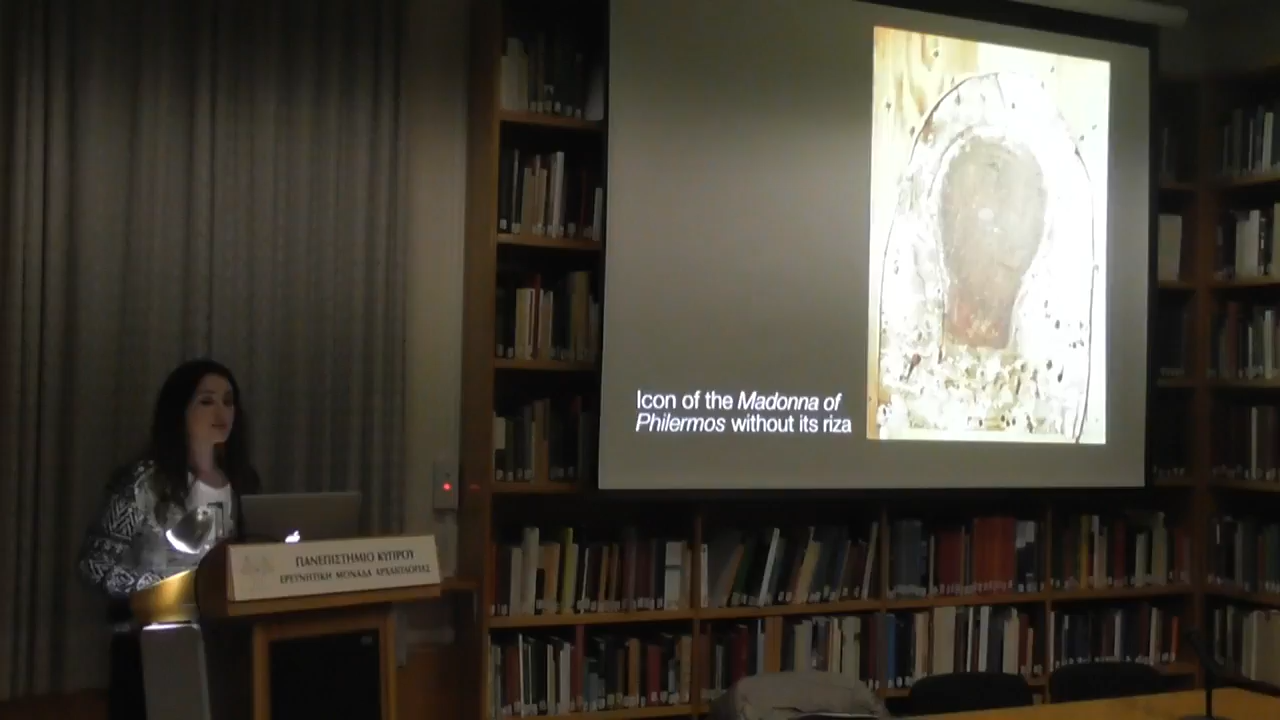 Icon of the Madonna of
Philermos without its riza
ΠΑΝΕΠΙΣΤΗΜΙΟ ΚΥΠΡΟΥ
ΕΡΕΥΝΗΤΙΚΗ ΜΟΝΑΔΑ ΑΡΧΑΙΟΛΟΓΙΑΣ